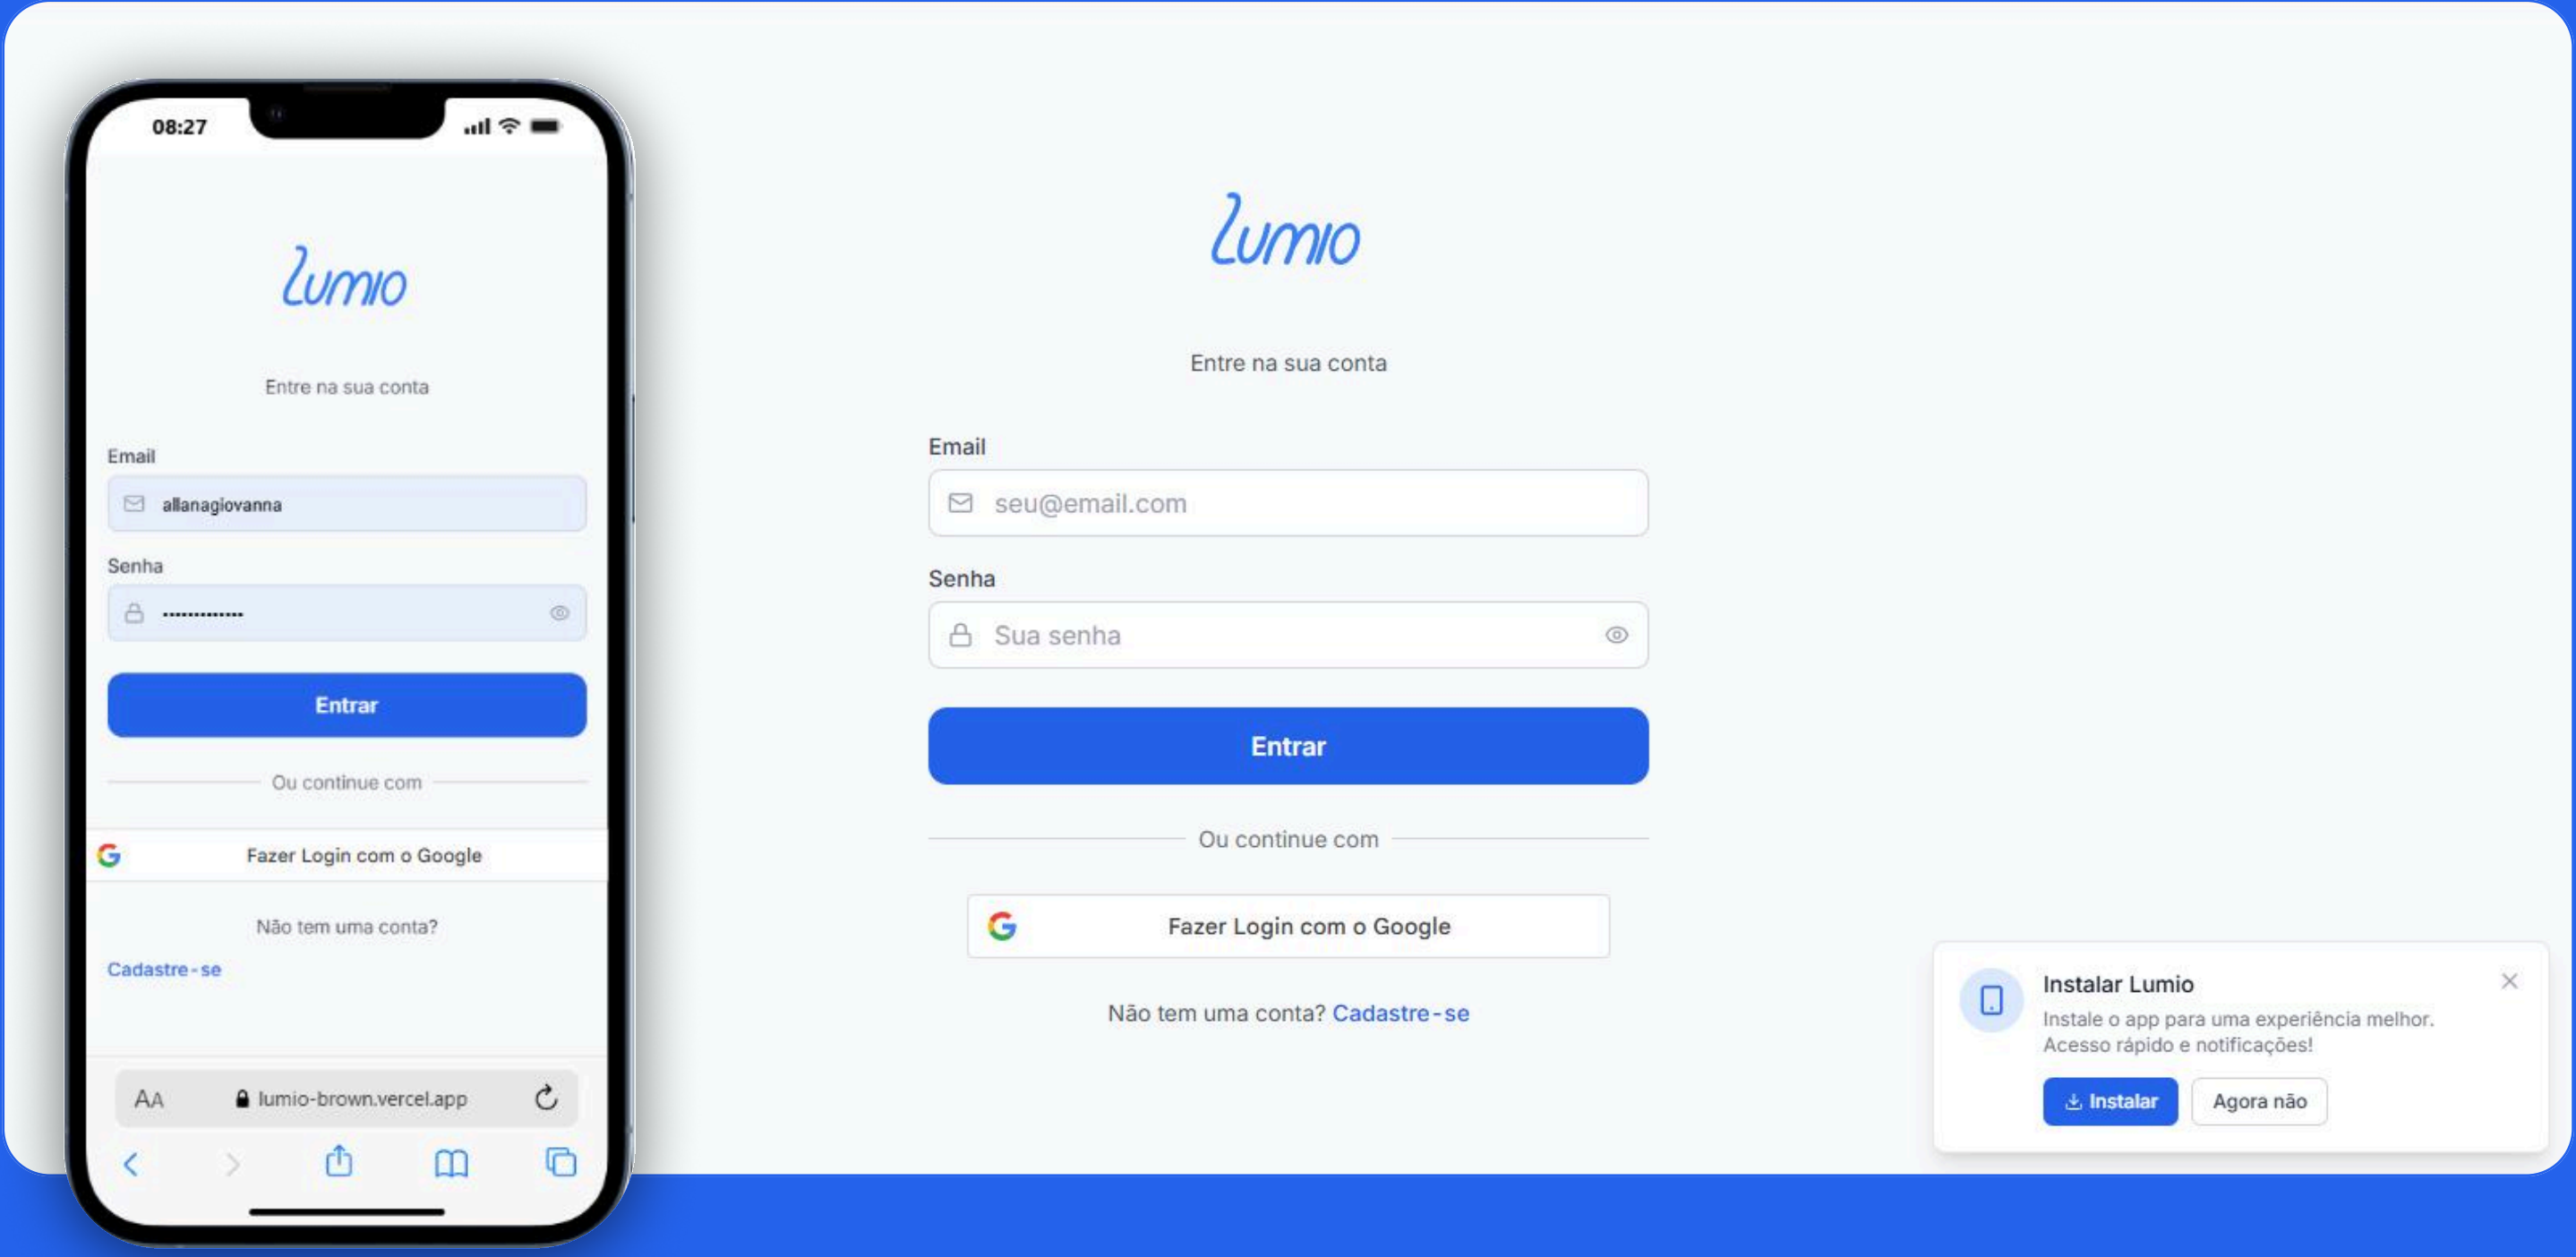 08:27
lumio
Entre na sua conta
Email
allanagiovanna
Senha
•••••••••••••
Entrar
Ou continue com
Fazer Login com o Google
Não tem uma conta?
Cadastre-se
AA
lumio-brown.vercel.app
lumio
Entre na sua conta
Email
seu@email.com
Senha
Sua senha
Entrar
Ou continue com
Fazer Login com o Google
Não tem uma conta? Cadastre-se
Instalar Lumio
Instale o app para uma experiência melhor.
Acesso rápido e notificações!
Instalar
Agora não